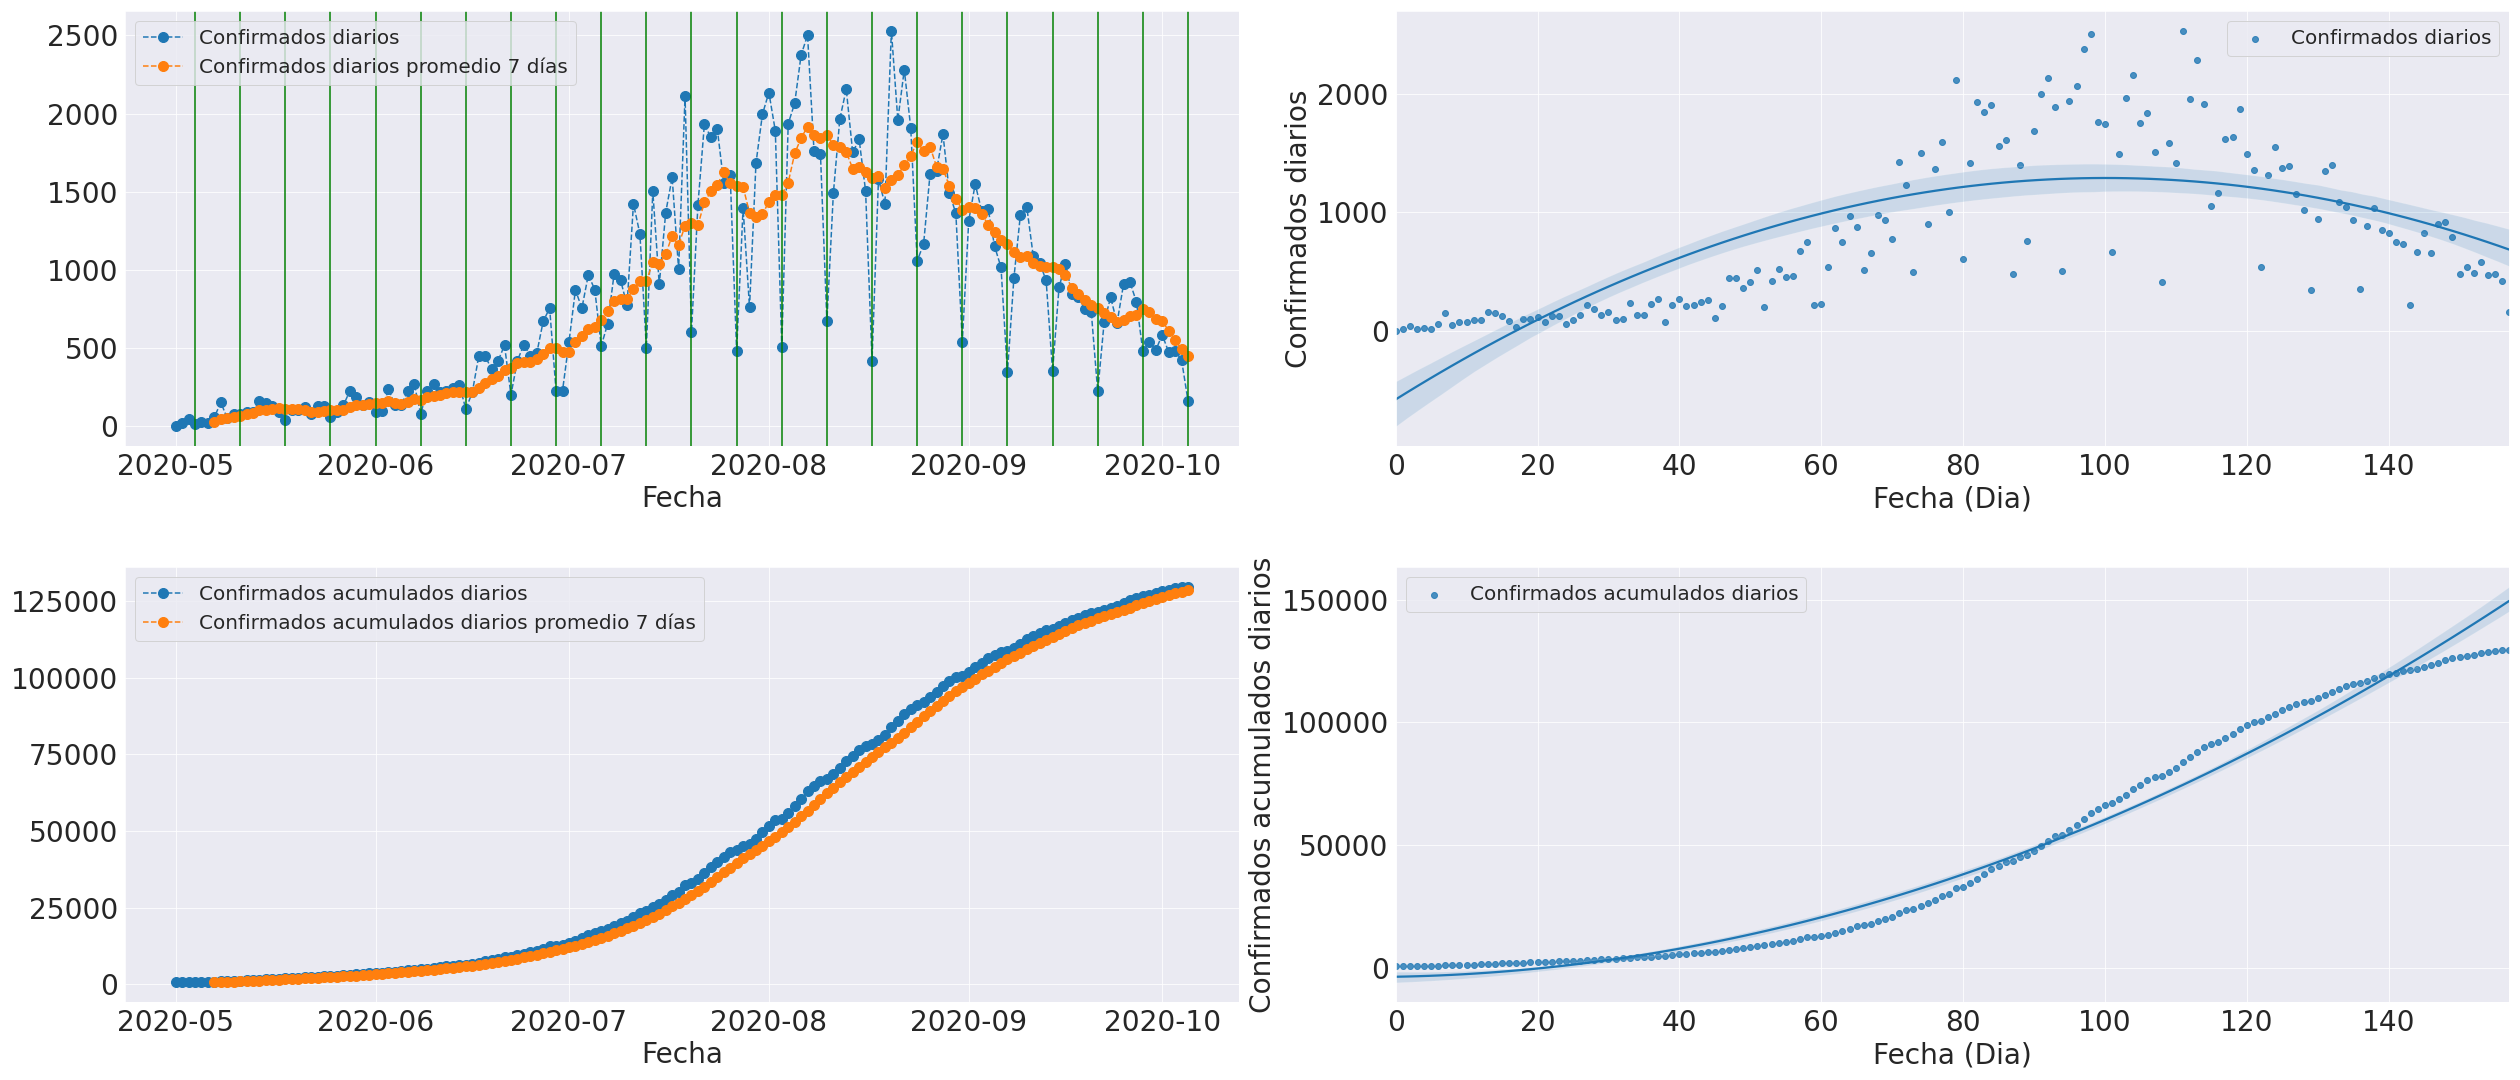 Confirmados diarios
Confirmados diarios promedio 7 días
2500
2000
1500
1000
500
0
2020-05 2020-06 2020-07 2020-08 2020-09 2020-10
Fecha
Confirmados diarios
Confirmados diarios
2000
1000
0
0 20 40 60 80 100 120 140
Fecha (Dia)
Confirmados acumulados diarios
Confirmados acumulados diarios promedio 7 días
125000
100000
75000
50000
25000
0
2020-05 2020-06 2020-07 2020-08 2020-09 2020-10
Fecha
Confirmados acumulados diarios
Confirmados acumulados diarios
150000
100000
50000
0
0 20 40 60 80 100 120 140
Fecha (Dia)